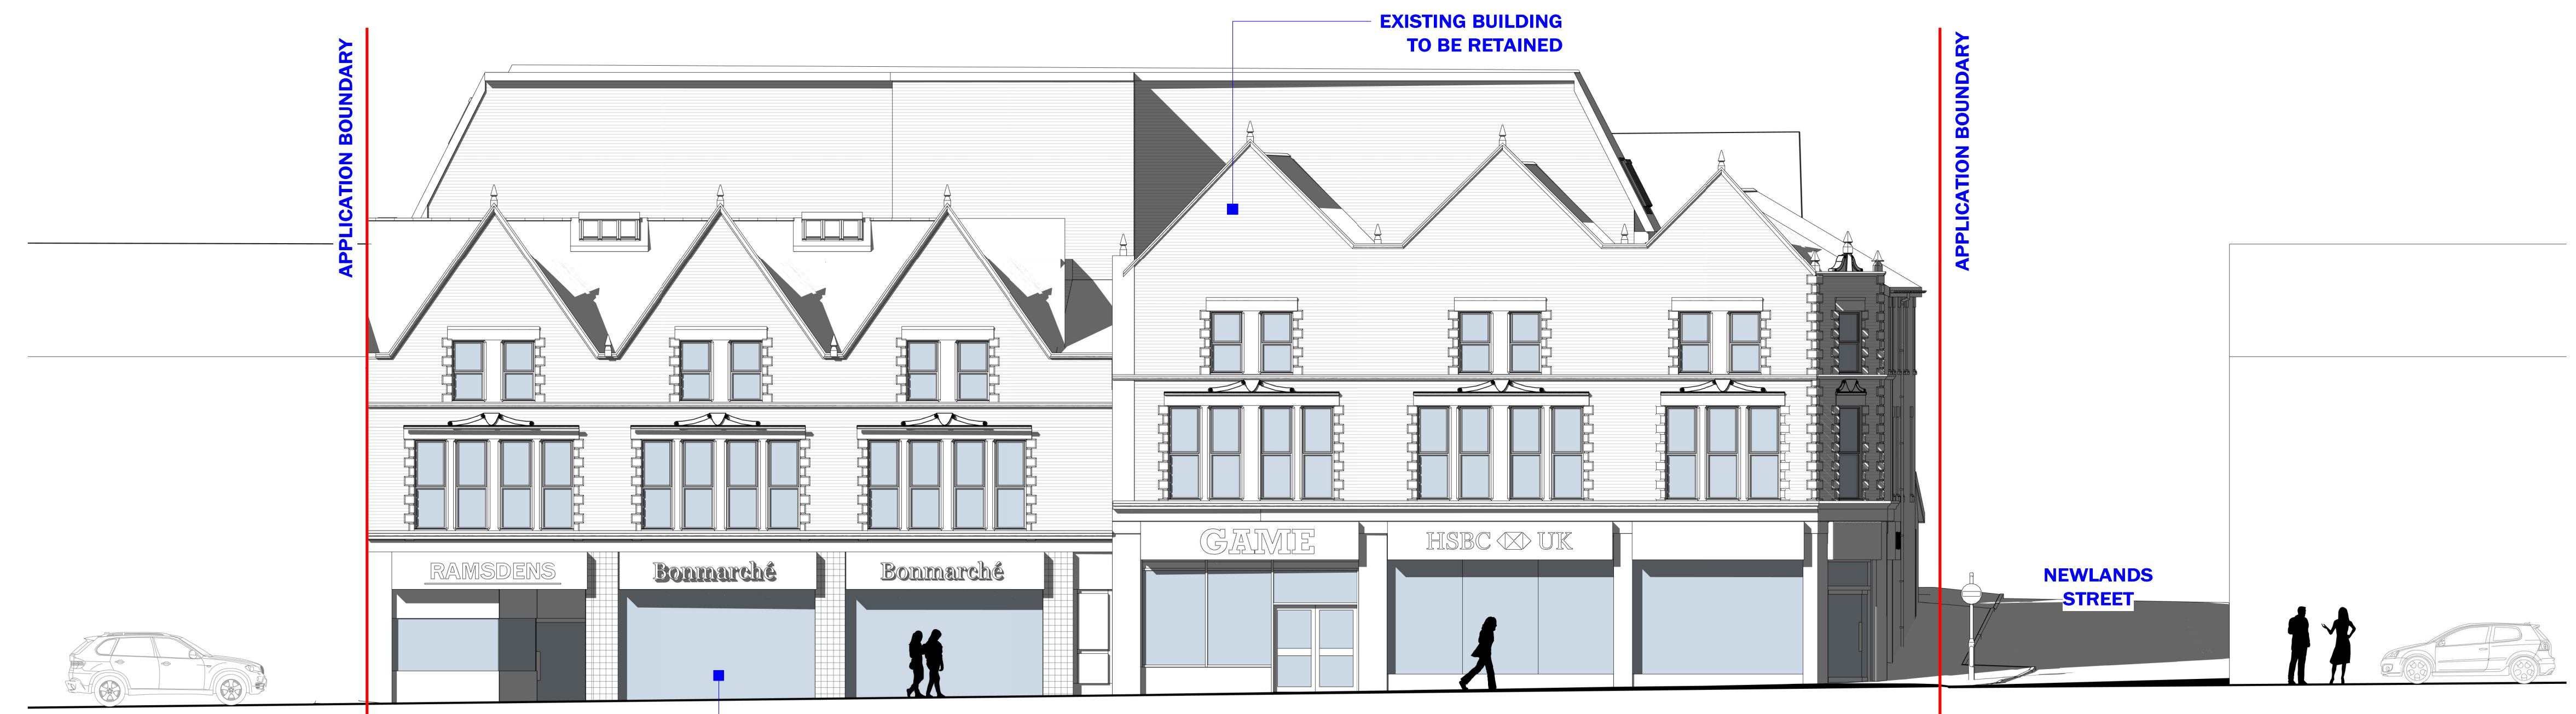 EXISTING BUILDING
TO BE RETAINED
APPLICATION BOUNDARY
APPLICATION BOUNDARY
RAMSDENS
Bonmarché
Bonmarché
GAME
HSBC UK
NEWLANDS
STREET